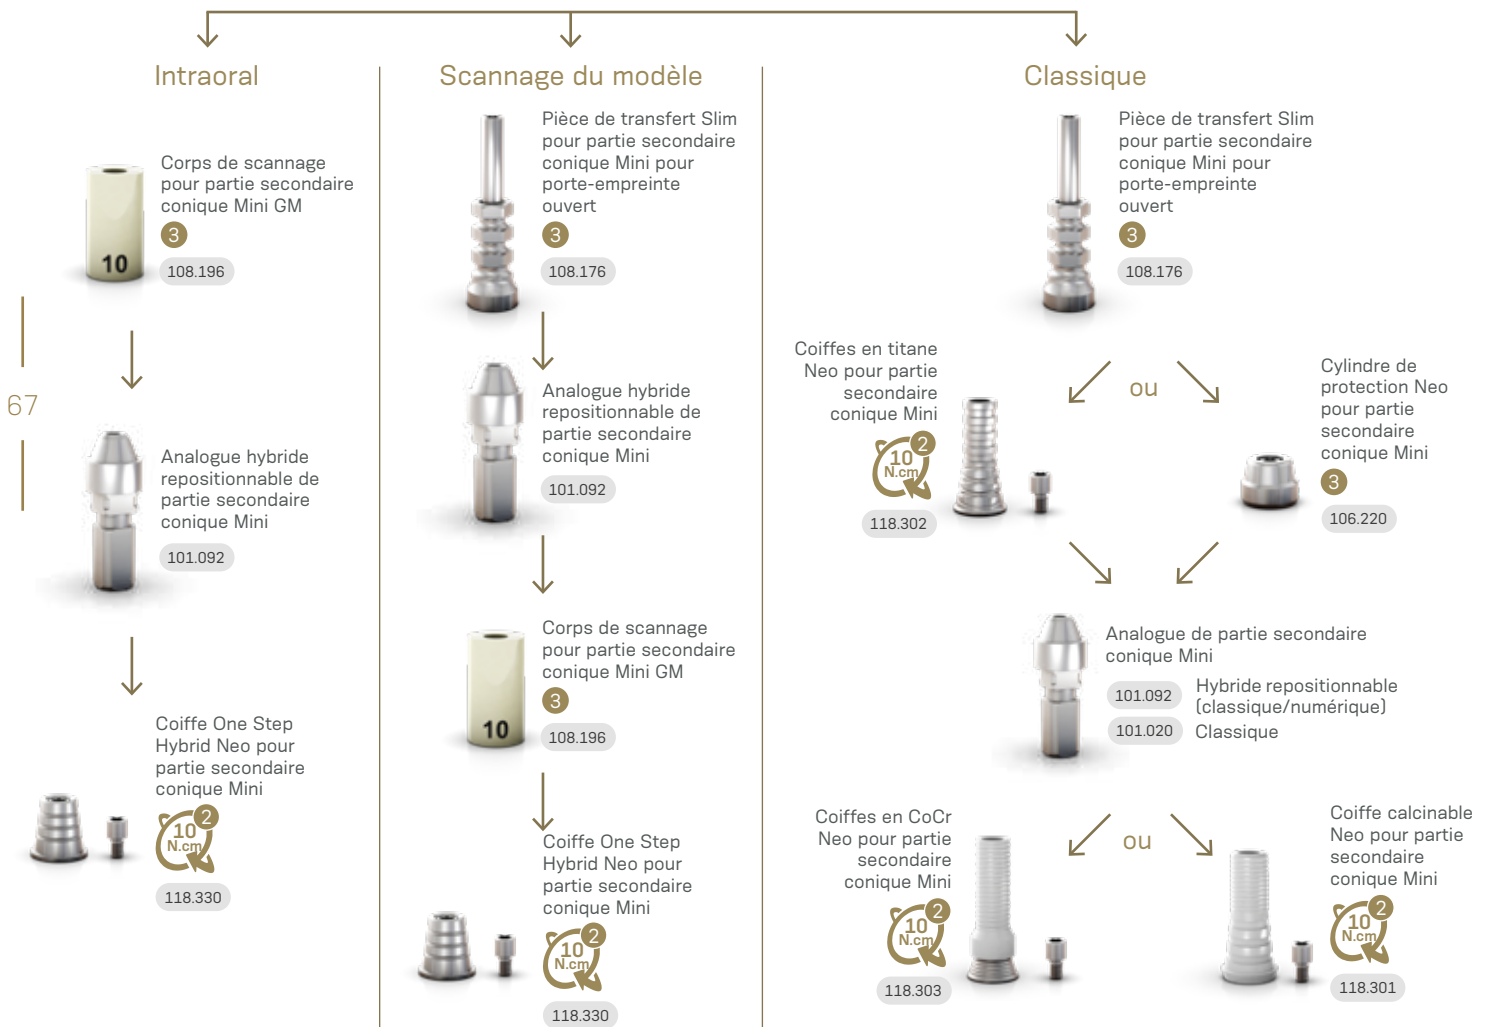 Intraoral
Corps de scannage
pour partie secondaire
conique Mini GM
3
108.196
10
67
Analogue hybride
repositionnable de
partie secondaire
conique Mini
101.092
Coiffe One Step
Hybrid Neo pour
partie secondaire
conique Mini
2
10
N.cm
118.330
Scannage du modèle
Pièce de transfert Slim
pour partie secondaire
conique Mini pour
porte-empreinte
ouvert
3
108.176
Analogue hybride
repositionnable de
partie secondaire
conique Mini
101.092
Corps de scannage
pour partie secondaire
conique Mini GM
3
10
108.196
Coiffe One Step
Hybrid Neo pour
partie secondaire
conique Mini
2
10
N.cm
118.330
Classique
Pièce de transfert Slim
pour partie secondaire
conique Mini pour
porte-empreinte
ouvert
3
108.176
Coiffes en titane
Neo pour partie
secondaire
conique Mini
2
10
N.cm
118.302
ou
Cylindre de
protection Neo
pour partie
secondaire
conique Mini
3
106.220
Analogue de partie secondaire
conique Mini
101.092 Hybride repositionnable
(classique/numérique)
101.020 Classique
Coiffes en CoCr
Neo pour partie
secondaire
conique Mini
2
10
N.cm
118.303
ou
Coiffe calcinable
Neo pour partie
secondaire
conique Mini
2
10
N.cm
118.301